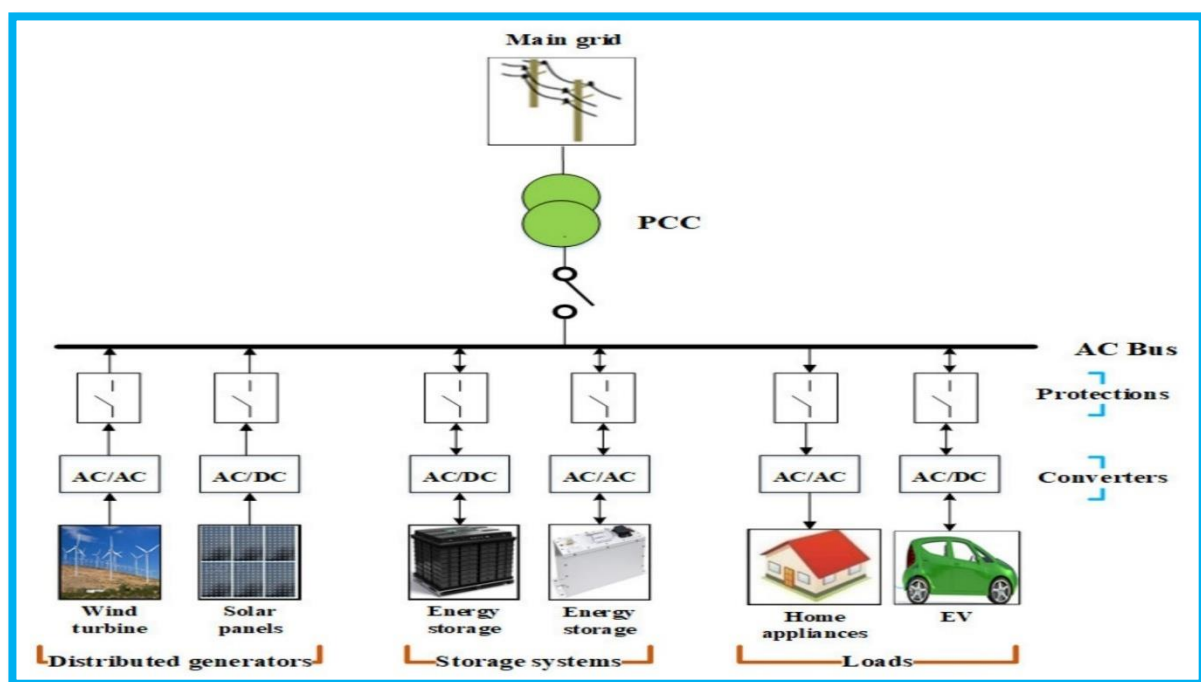 Main grid
PCC
AC Bus
Protections
AC/AC
AC/DC
AC/DC
AC/AC
AC/AC
AC/DC
Converters
Wind
turbine
Solar
panels
Energy
storage
Energy
storage
Home
appliances
EV
Distributed generators
Storage systems
Loads